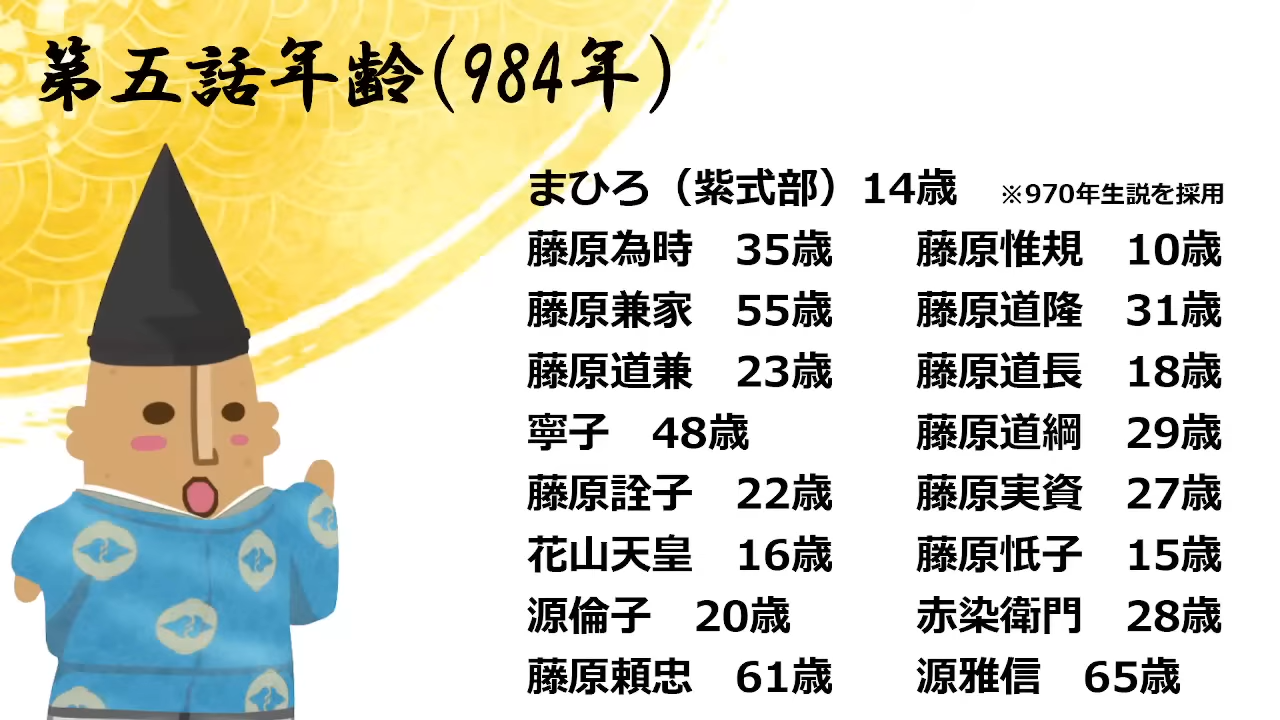 第五話年齢(984年)
まひろ（紫式部）14歳　※970年生説を採用
藤原為時　35歳　藤原惟規　10歳
藤原兼家　55歳　藤原道隆　31歳
藤原道兼　23歳　藤原道長　18歳
寧子　48歳　藤原道綱　29歳
藤原詮子　22歳　藤原実資　27歳
花山天皇　16歳　藤原忯子　15歳
源倫子　20歳　赤染衛門　28歳
藤原頼忠　61歳　源雅信　65歳